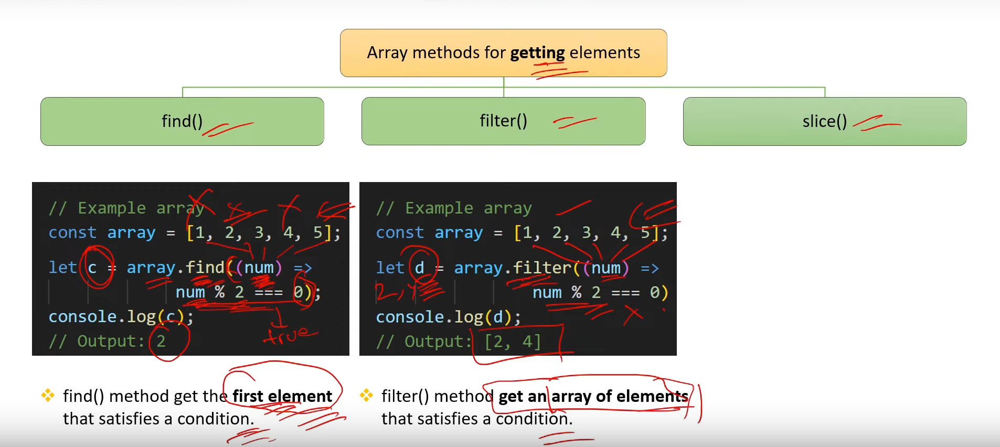 Array methods for getting elements
find()
filter()
slice()
// Example array
const array = [1, 2, 3, 4, 5];
let c = array.find((num) =>
num % 2 === 0);
console.log(c);
true
// Output: 2
// Example array
const array = [1, 2, 3, 4, 5];
let d = array.filter((num) =>
2, 4
num % 2 === 0)
console.log(d);
// Output: [2, 4]
find() method get the first element
that satisfies a condition.
filter() method get an array of elements
that satisfies a condition.